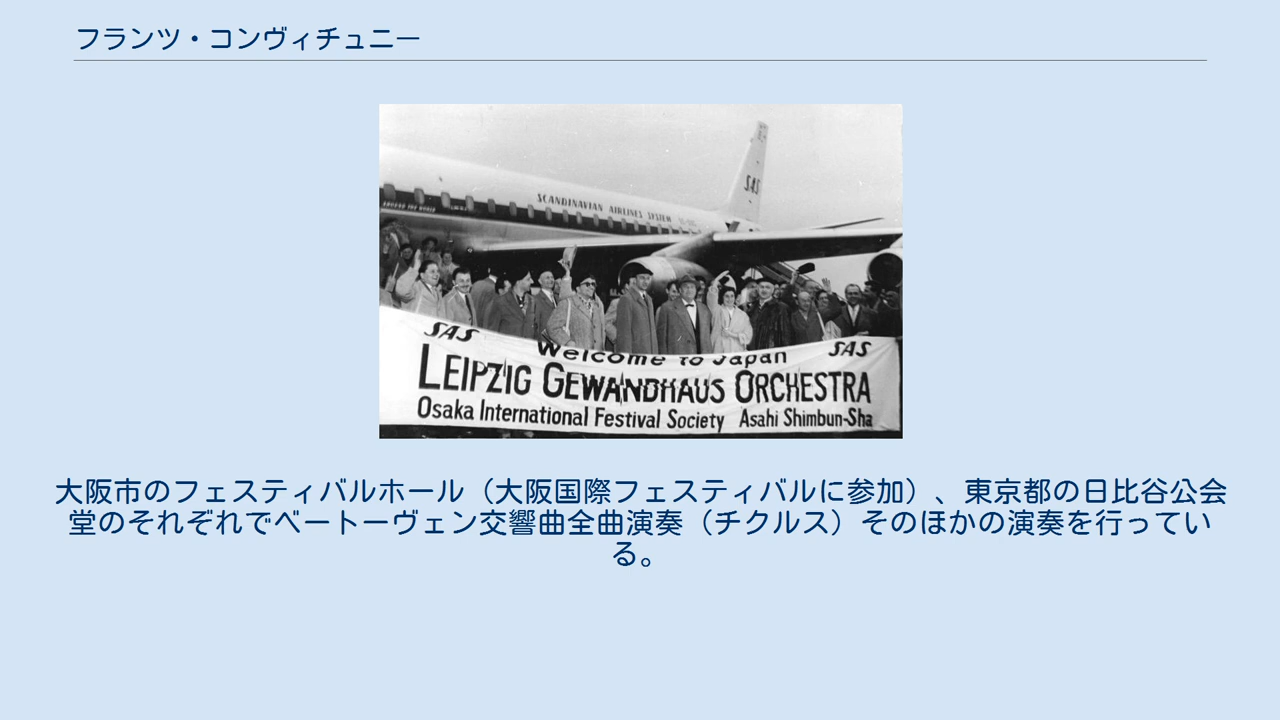 フランツ・コンヴィチュニー
SAS
SCANDINAVIAN AIRLINES SYSTEM
AROUND THE WORLD
SAS SAS
Welcome to Japan
LEIPZIG GEWANDHAUS ORCHESTRA
Osaka International Festival Society Asahi Shimbun-Sha
大阪市のフェスティバルホール（大阪国際フェスティバルに参加）、東京都の日比谷公会
堂のそれぞれでベートーヴェン交響曲全曲演奏（チクルス）そのほかの演奏を行ってい
る。